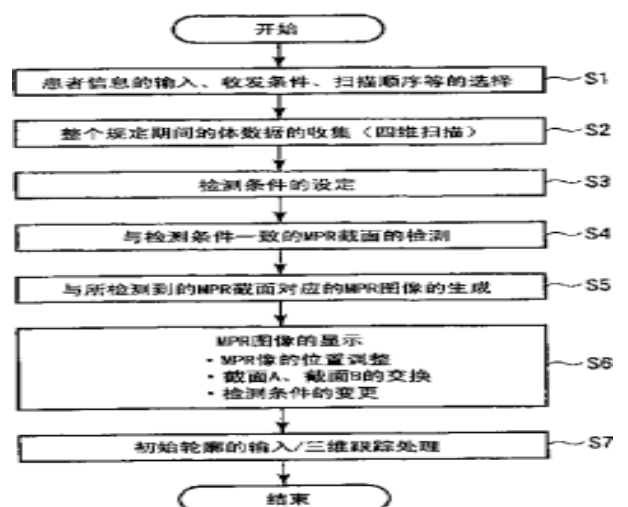 开始
患者信息的输入、收发条件、扫描顺序等的选择 S1
整个规定期间的体数据的收集（四维扫描） S2
检测条件的设定 S3
与检测条件一致的MPR截面的检测 S4
与所检测到的MPR截面对应的MPR图像的生成 S5
MPR图像的显示
・MPR像的位置调整
・截面A、截面B的交换 S6
・检测条件的变更
初始轮廓的输入/三维跟踪处理 S7
结束